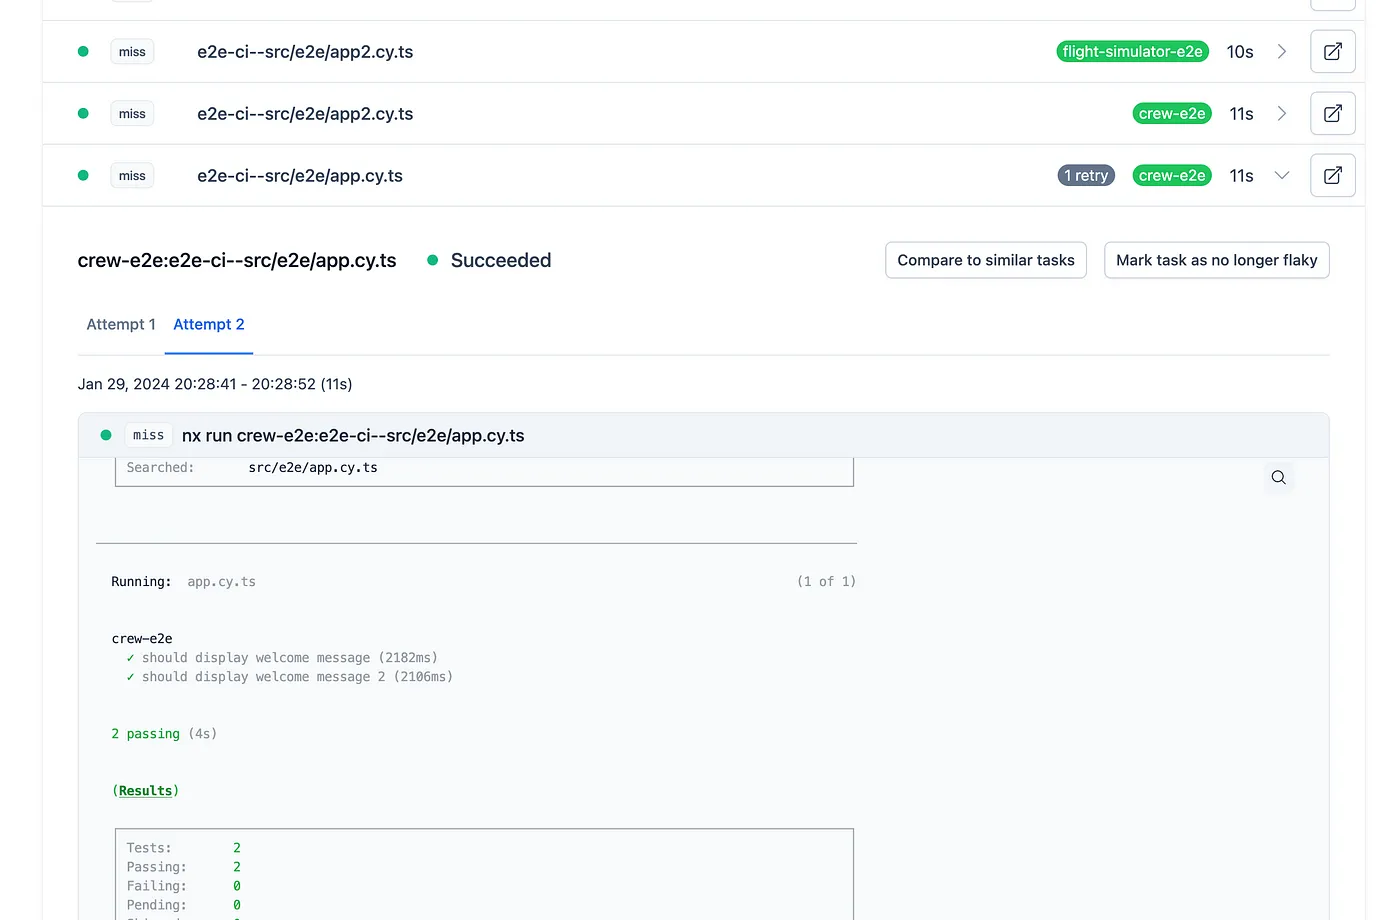 miss e2e-ci--src/e2e/app2.cy.ts flight-simulator-e2e 10s
miss e2e-ci--src/e2e/app2.cy.ts crew-e2e 11s
miss e2e-ci--src/e2e/app.cy.ts 1 retry crew-e2e 11s
crew-e2e:e2e-ci--src/e2e/app.cy.ts Succeeded Compare to similar tasks Mark task as no longer flaky
Attempt 1 Attempt 2
Jan 29, 2024 20:28:41 - 20:28:52 (11s)
miss nx run crew-e2e:e2e-ci--src/e2e/app.cy.ts
Searched: src/e2e/app.cy.ts
Running: app.cy.ts (1 of 1)
crew-e2e
✓ should display welcome message (2182ms)
✓ should display welcome message 2 (2106ms)
2 passing (4s)
(Results)
Tests: 2
Passing: 2
Failing: 0
Pending: 0